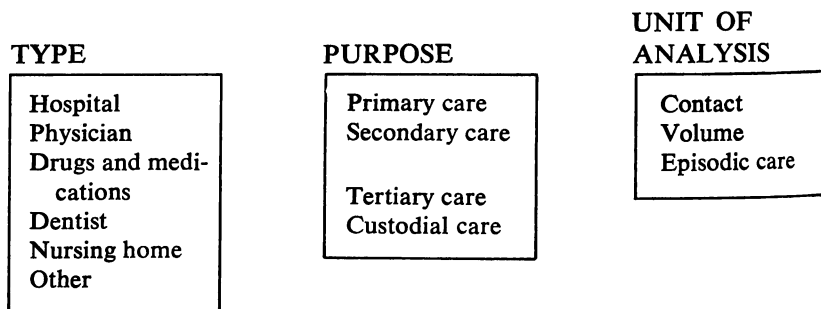 TYPE
Hospital
Physician
Drugs and medi-
cations
Dentist
Nursing home
Other
PURPOSE
Primary care
Secondary care
Tertiary care
Custodial care
UNIT OF
ANALYSIS
Contact
Volume
Episodic care